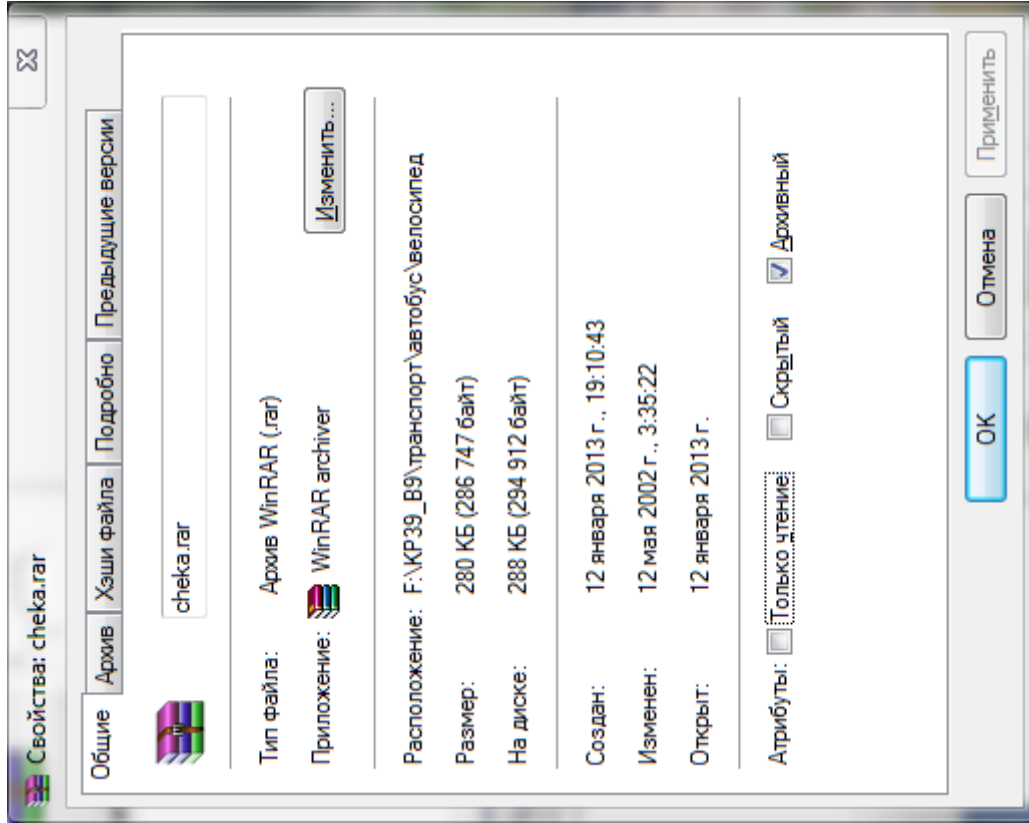 Свойства: cheka.rar
Общие Архив Хэши файла Подробно Предыдущие версии
cheka.rar
Тип файла: Архив WinRAR (.rar)
Приложение: WinRAR archiver Изменить...
Расположение: F:\KP39_B9\транспорт\автобус\велосипед
Размер: 280 КБ (286 747 байт)
На диске: 288 КБ (294 912 байт)
Создан: 12 января 2013 г., 19:10:43
Изменен: 12 мая 2002 г., 3:35:22
Открыт: 12 января 2013 г.
Атрибуты: Только чтение Скрытый Архивный
ОК Отмена Применить